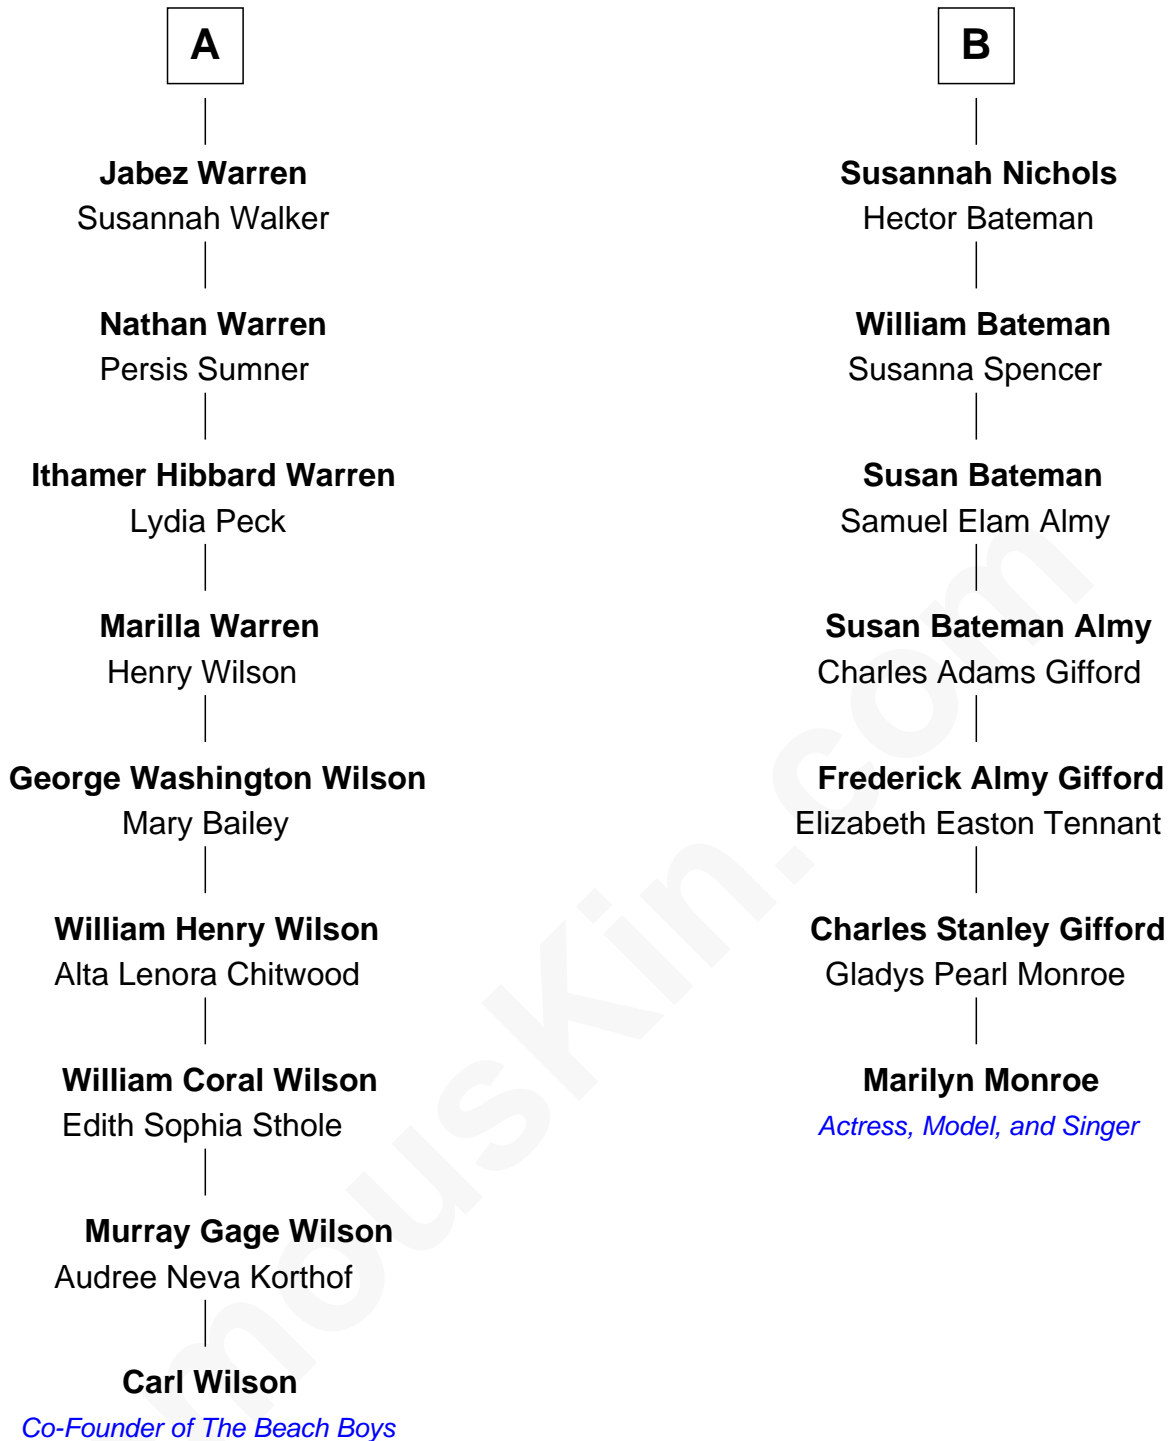 A
Jabez Warren
Susannah Walker
Nathan Warren
Persis Sumner
Ithamer Hibbard Warren
Lydia Peck
Marilla Warren
Henry Wilson
George Washington Wilson
Mary Bailey
William Henry Wilson
Alta Lenora Chitwood
William Coral Wilson
Edith Sophia Sthole
Murray Gage Wilson
Audree Neva Korthof
Carl Wilson
Co-Founder of The Beach Boys
B
Susannah Nichols
Hector Bateman
William Bateman
Susanna Spencer
Susan Bateman
Samuel Elam Almy
Susan Bateman Almy
Charles Adams Gifford
Frederick Almy Gifford
Elizabeth Easton Tennant
Charles Stanley Gifford
Gladys Pearl Monroe
Marilyn Monroe
Actress, Model, and Singer
mousKin.com